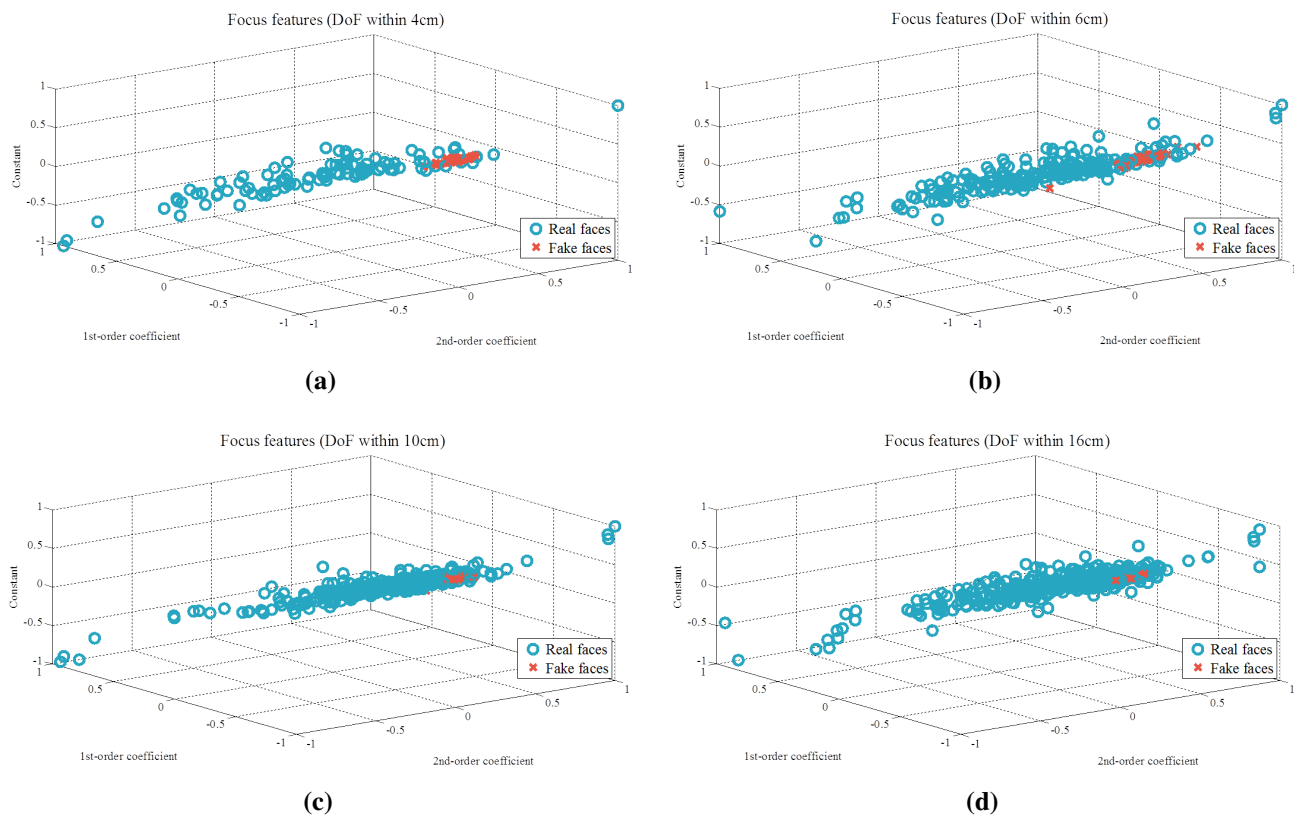 Focus features (DoF within 4cm)
1
0.5
0
-0.5
-1
Constant
1
0.5
0
-0.5
-1
-1
-0.5
0
0.5
1
1st-order coefficient
2nd-order coefficient
Real faces
Fake faces
(a)
Focus features (DoF within 6cm)
1
0.5
0
-0.5
-1
Constant
1
0.5
0
-0.5
-1
-1
-0.5
0
0.5
1
1st-order coefficient
2nd-order coefficient
Real faces
Fake faces
(b)
Focus features (DoF within 10cm)
1
0.5
0
-0.5
-1
Constant
1
0.5
0
-0.5
-1
-1
-0.5
0
0.5
1
1st-order coefficient
2nd-order coefficient
Real faces
Fake faces
(c)
Focus features (DoF within 16cm)
1
0.5
0
-0.5
-1
Constant
1
0.5
0
-0.5
-1
-1
-0.5
0
0.5
1
1st-order coefficient
2nd-order coefficient
Real faces
Fake faces
(d)